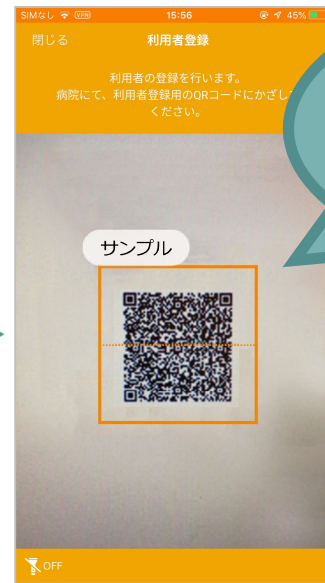 SIMなし VPN 15:56 45%
閉じる 利用者登録
利用者の登録を行います。
病院にて、利用者登録用のQRコードにかざし
ください。
サンプル
OFF